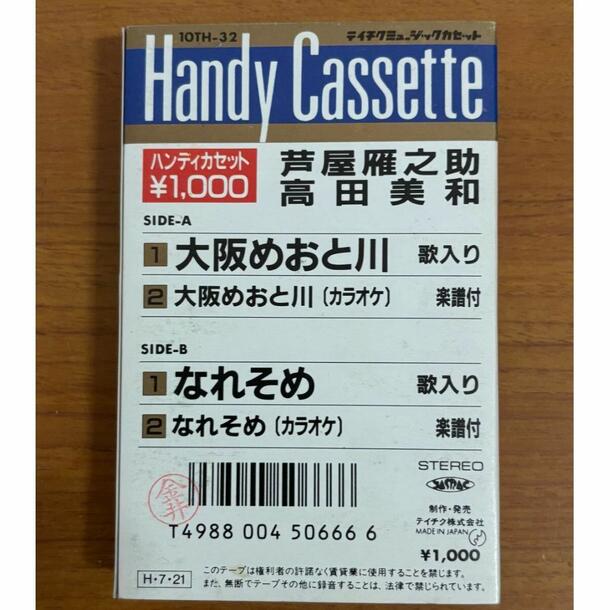 10TH-32 テイチクミュージックカセット
Handy Cassette
ハンディカセット
¥1,000
芦屋雁之助
高田美和
SIDE-A
1 大阪めおと川 歌入り
2 大阪めおと川(カラオケ) 楽譜付
SIDE-B
1 なれそめ 歌入り
2 なれそめ(カラオケ) 楽譜付
STEREO
JASRAC
金井
制作・発売
テイチク株式会社
MADE IN JAPAN
T4988 004 50666 6
¥1,000
H・7・21
このテープは権利者の許諾なく賃貸業に使用することを禁じます。
また、無断でテープその他に録音することは、法律で禁じられています。